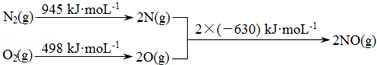 N₂(g) 945 kJ·moL⁻¹ 2N(g)
2×(−630) kJ·moL⁻¹ 2NO(g)
O₂(g) 498 kJ·moL⁻¹ 2O(g)